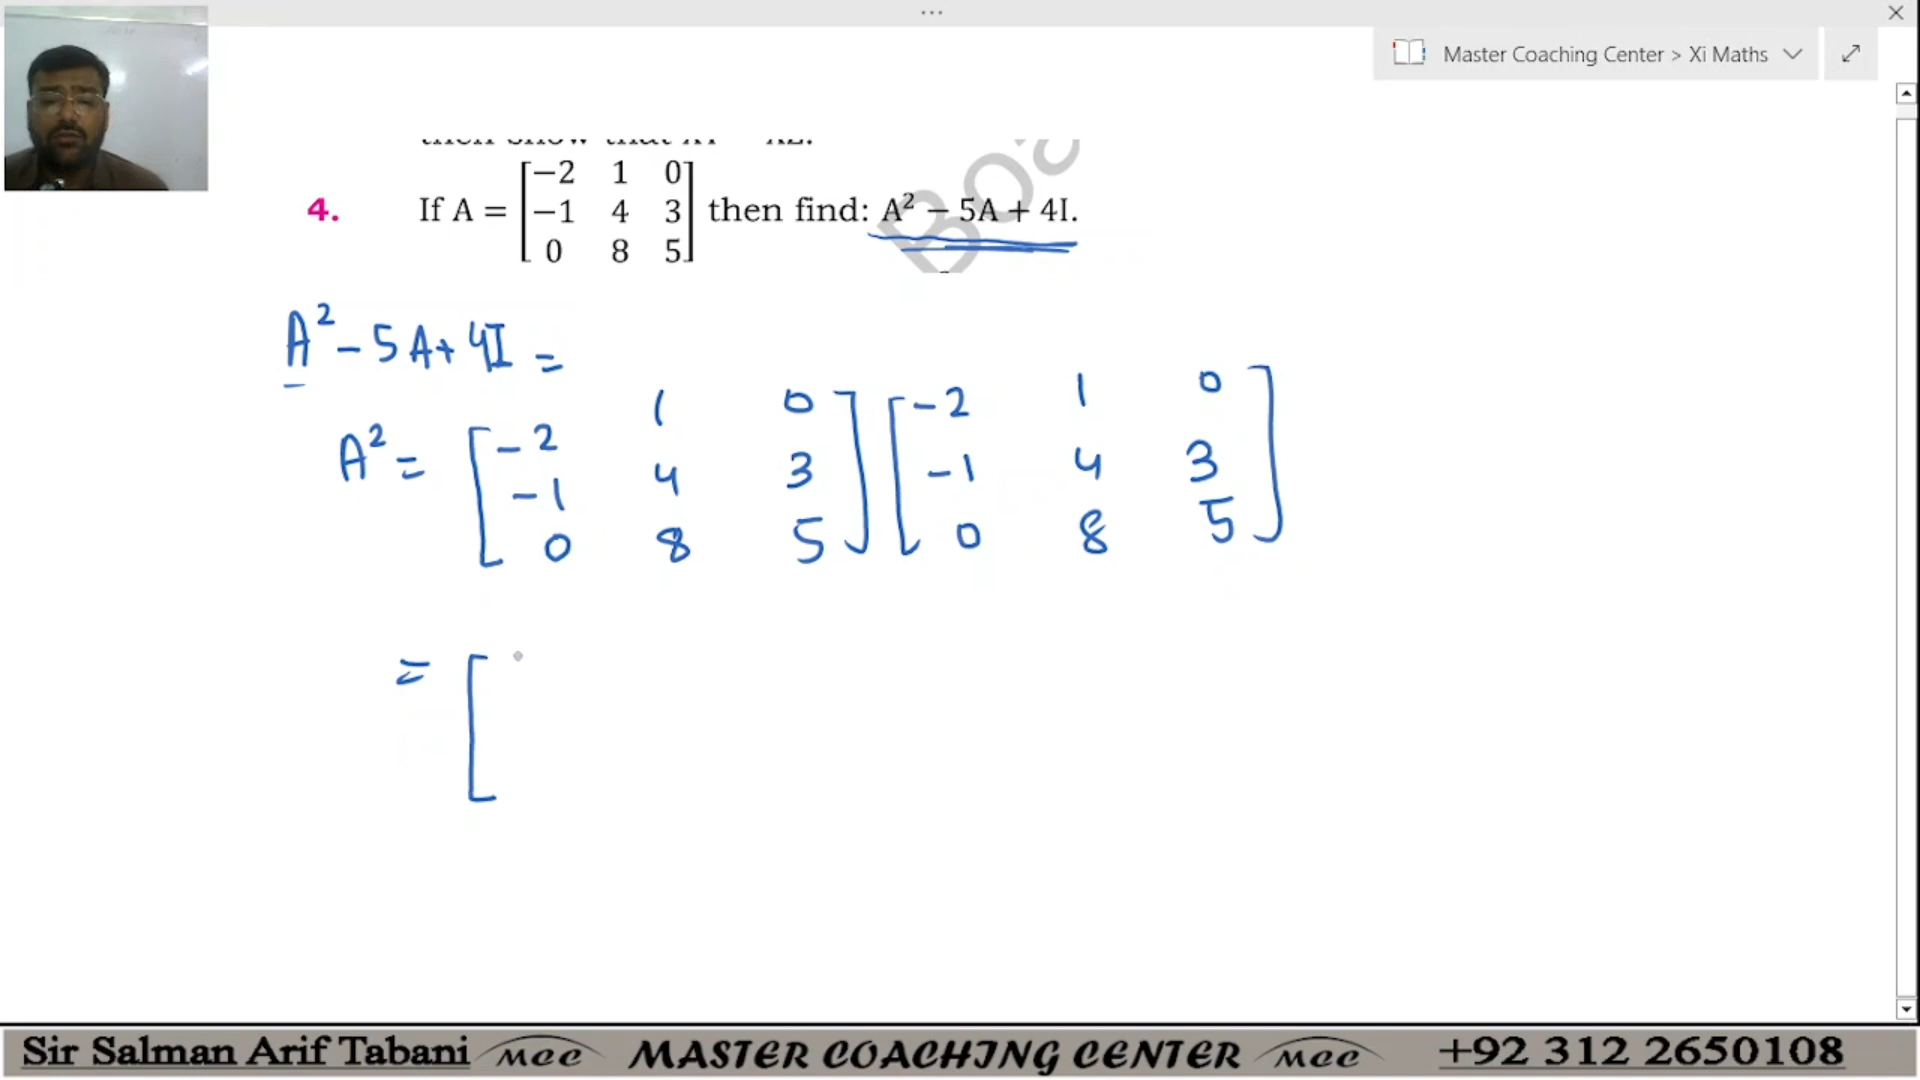 ...
Master Coaching Center > Xi Maths
4. If A = [−2 1 0
−1 4 3
0 8 5] then find: A² − 5A + 4I.
A² - 5A + 4I =
A² = [-2 1 0
-1 4 3
0 8 5] [-2 1 0
-1 4 3
0 8 5]
= [
Sir Salman Arif Tabani mcc MASTER COACHING CENTER mcc +92 312 2650108